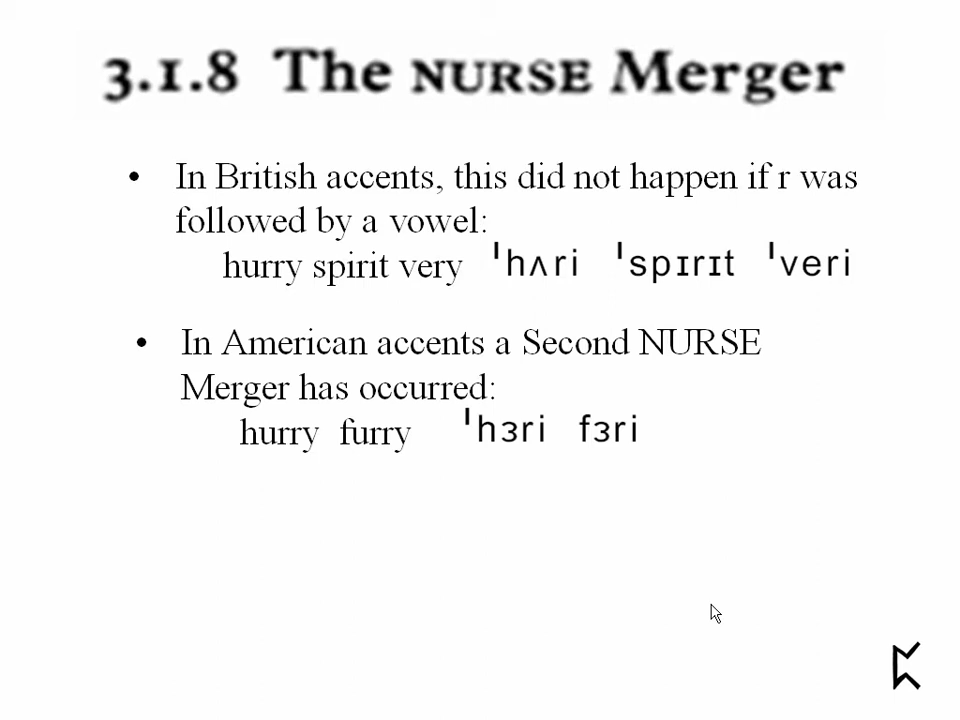 3.1.8 The NURSE Merger
• In British accents, this did not happen if r was
followed by a vowel:
hurry spirit very ˈhʌri ˈspɪrɪt ˈveri
• In American accents a Second NURSE
Merger has occurred:
hurry furry ˈhɜri fɜri